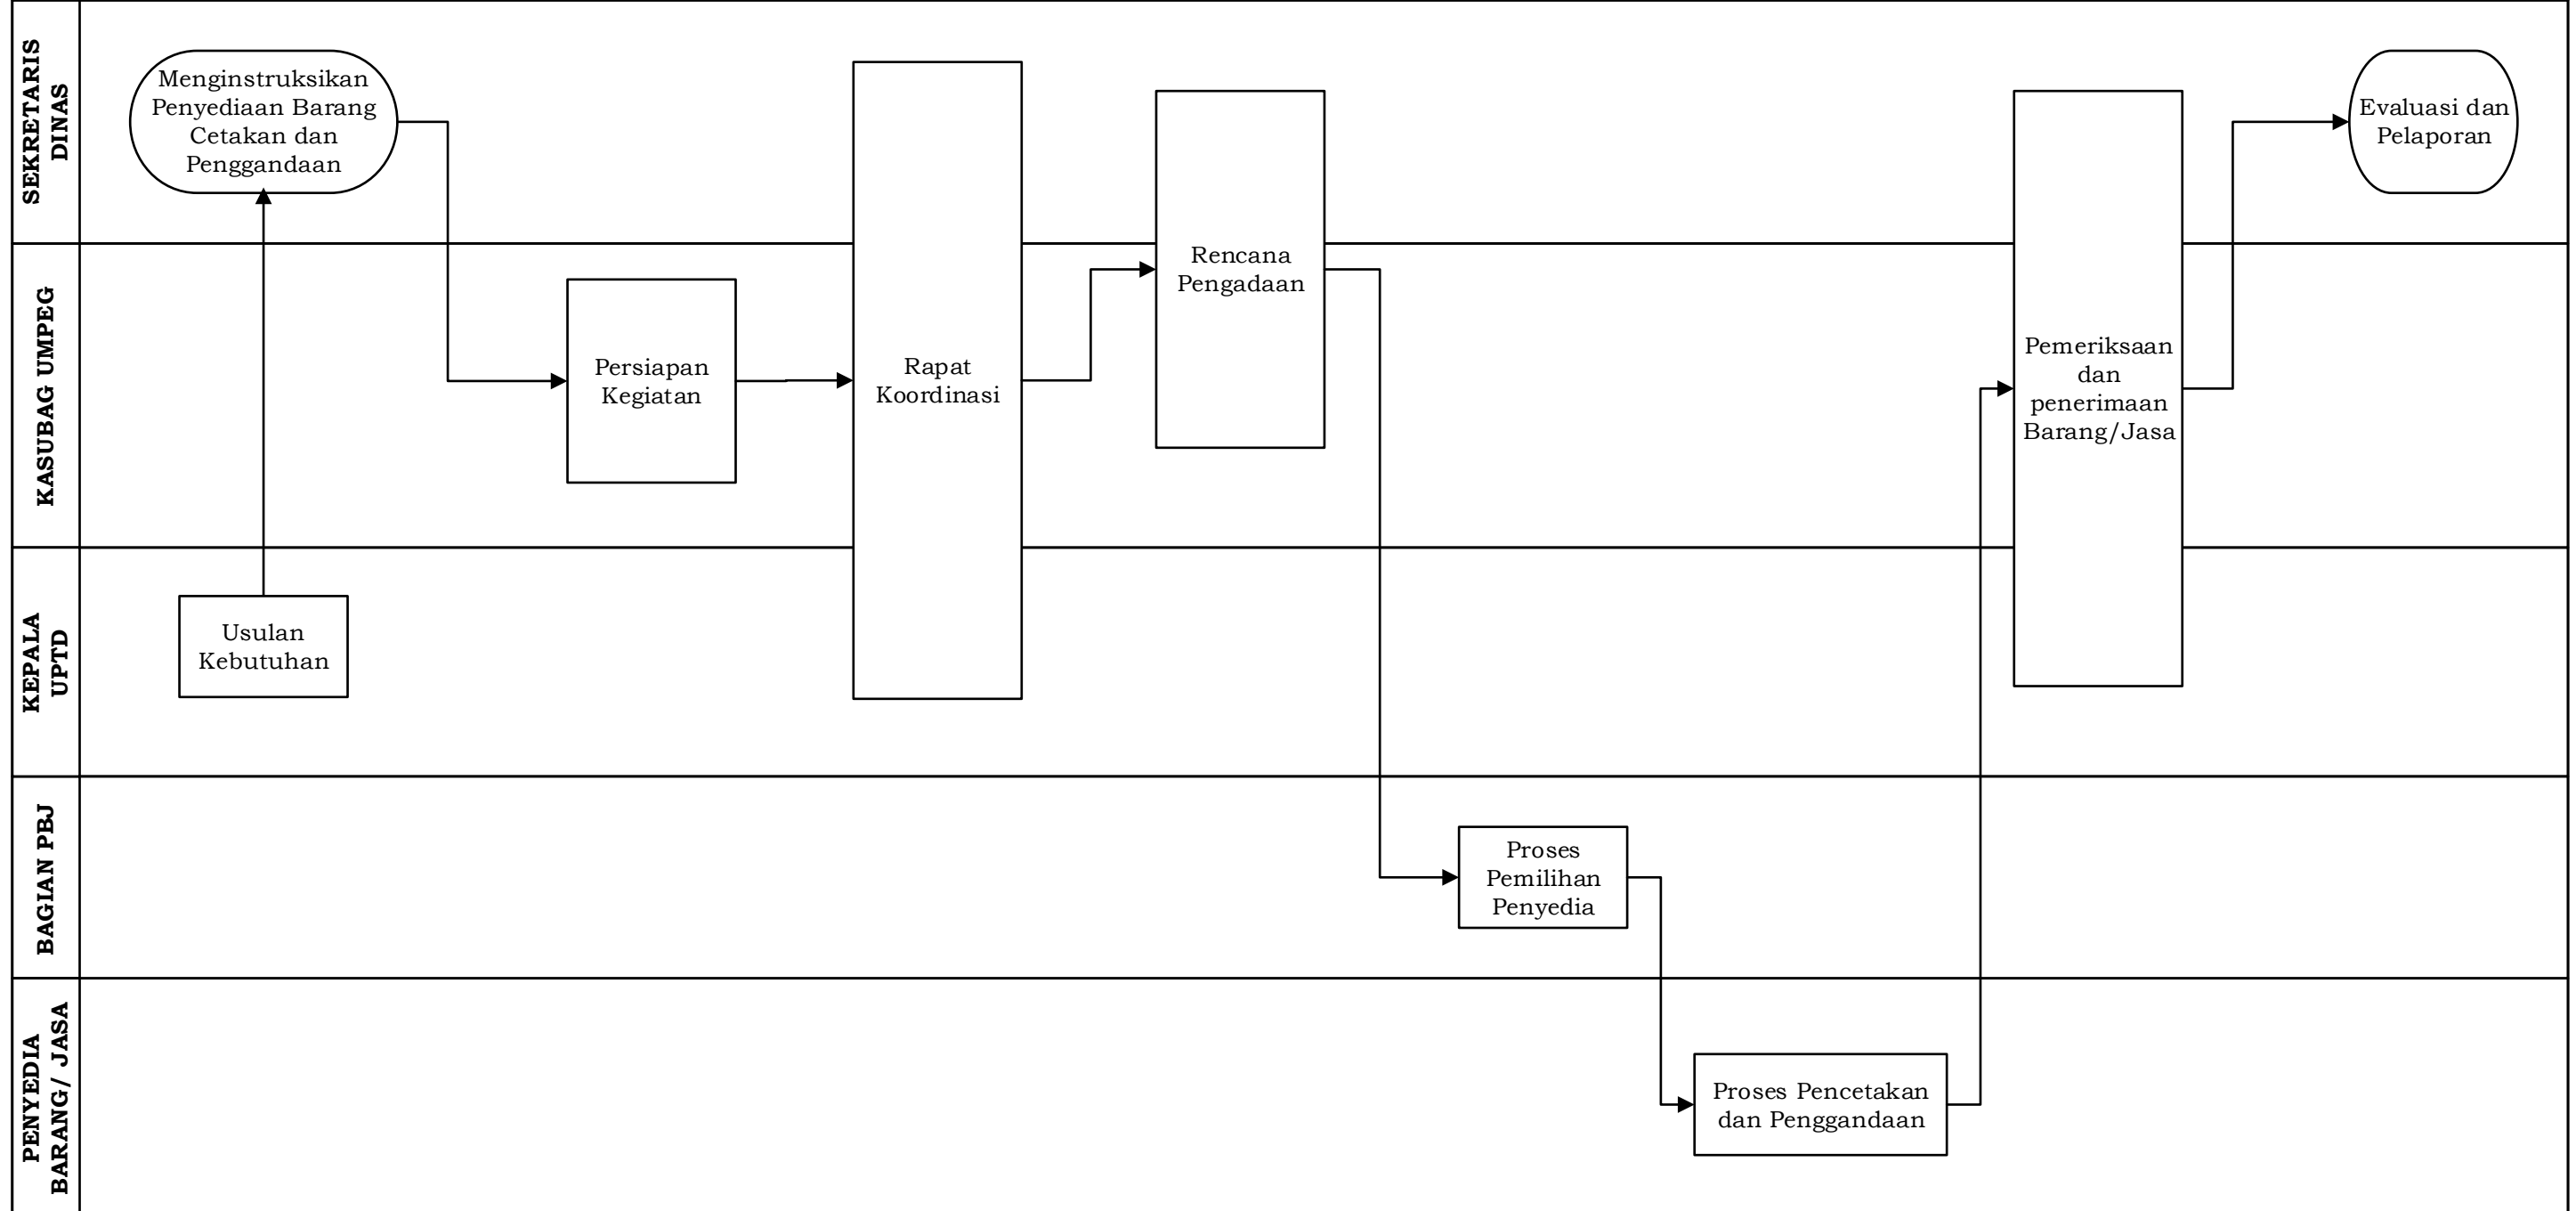 SEKRETARIS
DINAS
Menginstruksikan
Penyediaan Barang
Cetakan dan
Penggandaan
Evaluasi dan
Pelaporan
KASUBAG UMPEG
Persiapan
Kegiatan
Rapat
Koordinasi
Rencana
Pengadaan
Pemeriksaan
dan
penerimaan
Barang/Jasa
KEPALA
UPTD
Usulan
Kebutuhan
BAGIAN PBJ
Proses
Pemilihan
Penyedia
PENYEDIA
BARANG/ JASA
Proses Pencetakan
dan Penggandaan